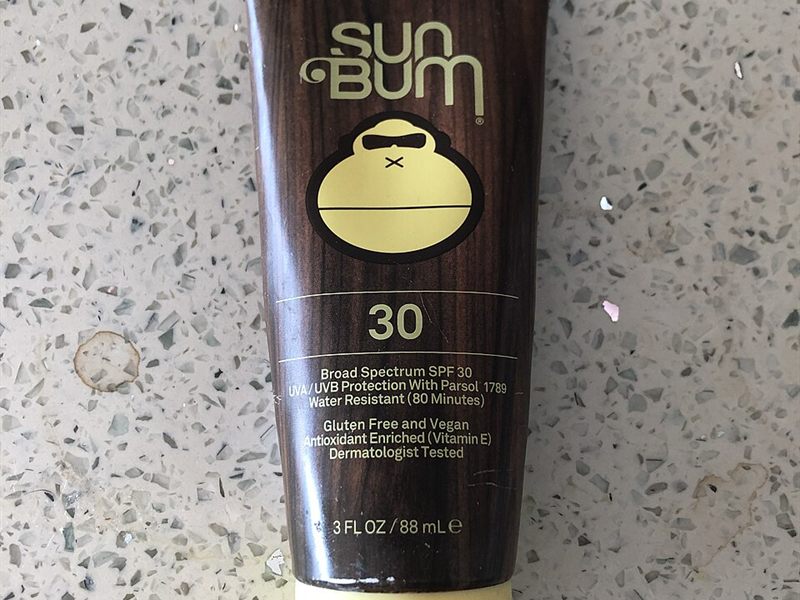 SUN
BUM®
30
Broad Spectrum SPF 30
UVA/UVB Protection With Parsol 1789
Water Resistant (80 Minutes)
Gluten Free and Vegan
Antioxidant Enriched (Vitamin E)
Dermatologist Tested
3 FL OZ / 88 mL ℮